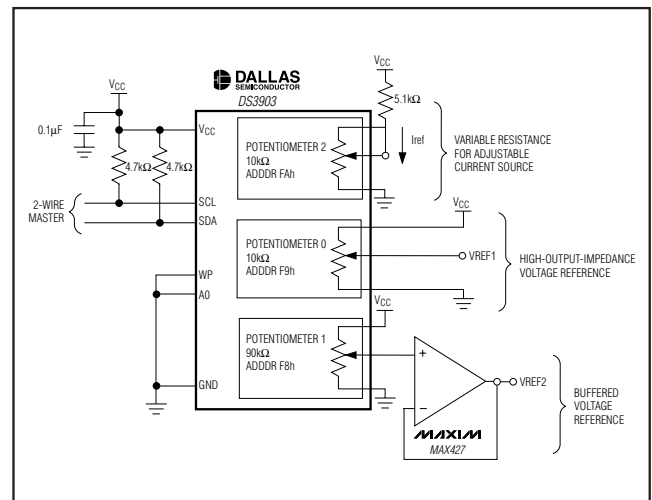 VCC
DALLAS
SEMICONDUCTOR
DS3903
VCC
5.1kΩ
0.1µF
VCC
4.7kΩ
4.7kΩ
POTENTIOMETER 2
10kΩ
ADDDR FAh
Iref
VARIABLE RESISTANCE
FOR ADJUSTABLE
CURRENT SOURCE
2-WIRE
MASTER
SCL
SDA
VCC
POTENTIOMETER 0
10kΩ
ADDDR F9h
VREF1
HIGH-OUTPUT-IMPEDANCE
VOLTAGE REFERENCE
WP
A0
VCC
POTENTIOMETER 1
90kΩ
ADDDR F8h
GND
+
−
VREF2
BUFFERED
VOLTAGE
REFERENCE
MAXIM
MAX427